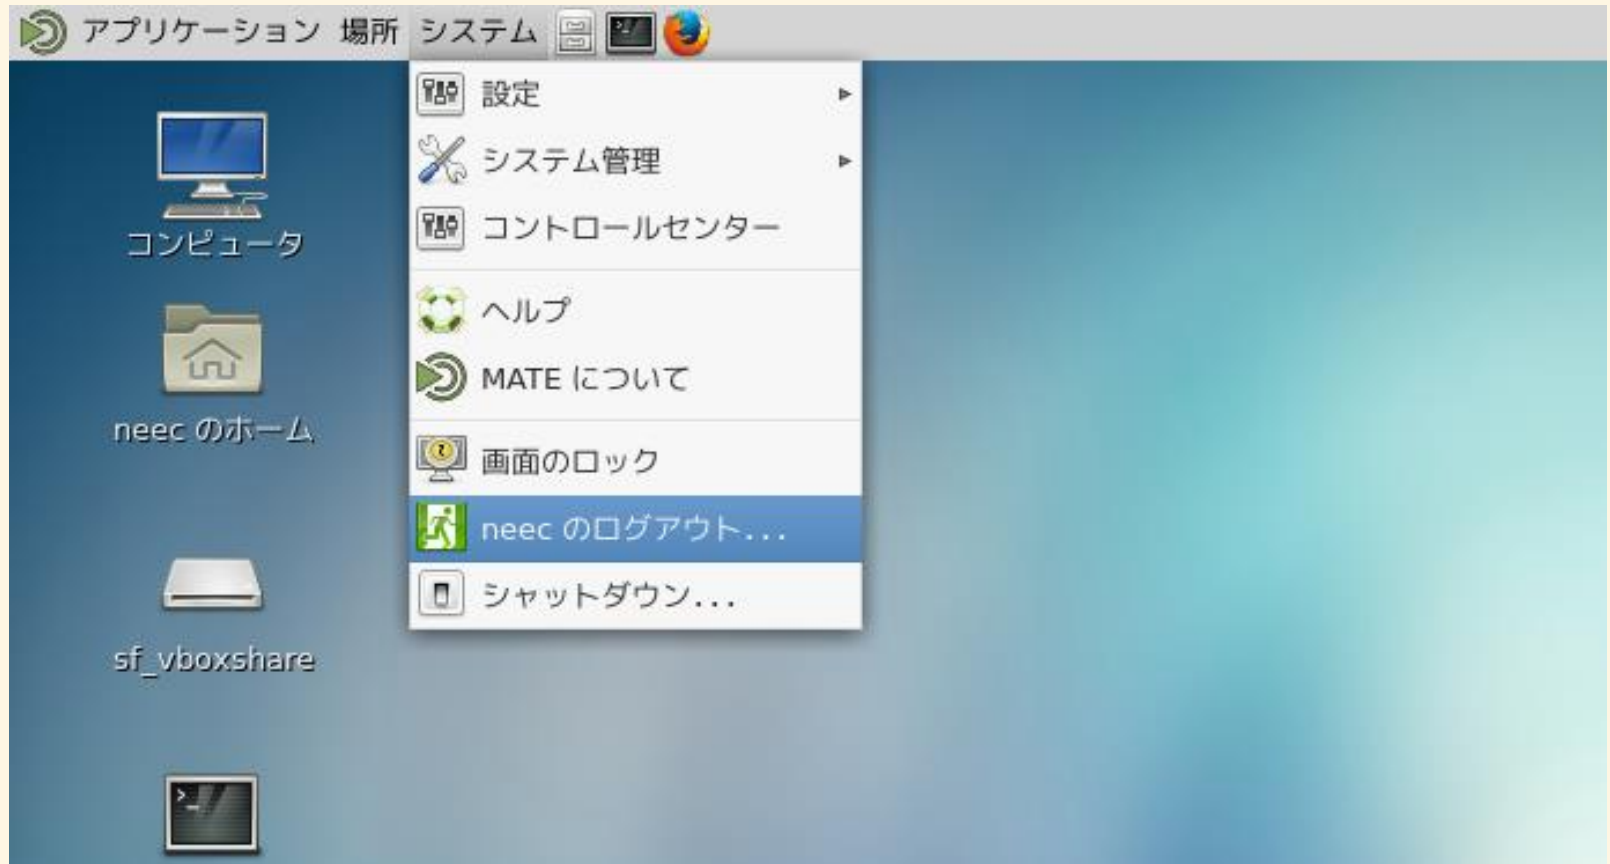 アプリケーション 場所 システム
設定
システム管理
コントロールセンター
ヘルプ
MATE について
画面のロック
neec のログアウト...
シャットダウン...
コンピュータ
neec のホーム
sf_vboxshare